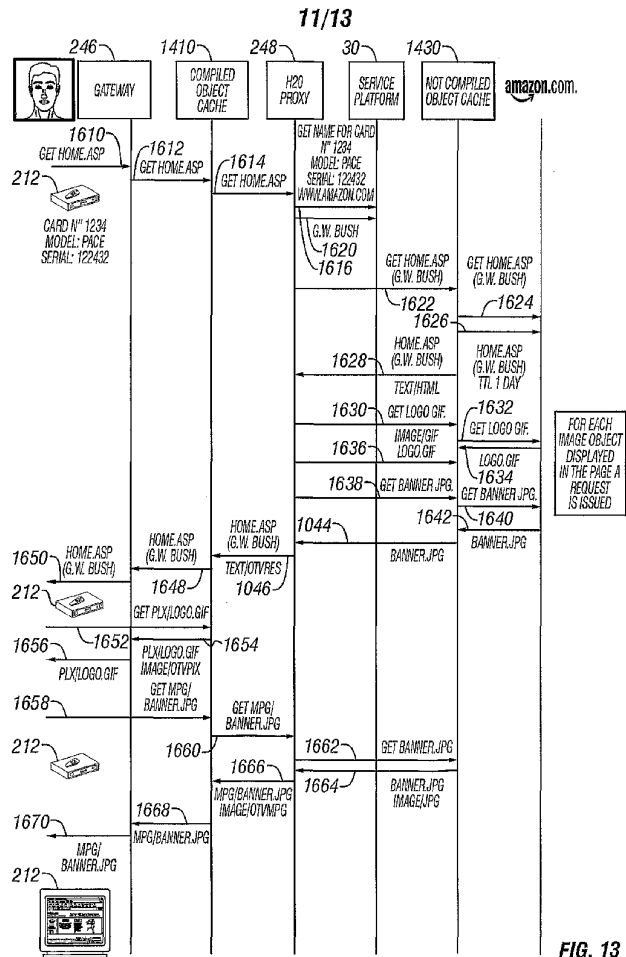 11/13
246
1410
248
30
1430
GATEWAY
COMPILED
OBJECT
CACHE
H20
PROXY
SERVICE
PLATFORM
NOT COMPILED
OBJECT CACHE
amazon.com.
1610
GET HOME.ASP
1612
GET HOME.ASP
1614
GET HOME.ASP
GET NAME FOR CARD
N" 1234
MODEL: PACE
SERIAL: 122432
WWW.AMAZON.COM
212
CARD N" 1234
MODEL: PACE
SERIAL: 122432
G.W. BUSH
1620
1616
GET HOME.ASP
(G.W. BUSH)
1622
GET HOME.ASP
(G.W. BUSH)
1624
1626
HOME.ASP
(G.W. BUSH)
1628
TEXT/HTML
HOME.ASP
(G.W. BUSH)
TTL 1 DAY
1630
GET LOGO GIF.
1632
GET LOGO GIF.
IMAGE/GIF
LOGO.GIF
1636
LOGO.GIF
1634
1638
GET BANNER JPG.
GET BANNER JPG.
1640
1642
BANNER.JPG
FOR EACH
IMAGE OBJECT
DISPLAYED
IN THE PAGE A
REQUEST
IS ISSUED
1044
BANNER.JPG
HOME.ASP
(G.W. BUSH)
TEXT/OTVRES
1046
HOME.ASP
(G.W. BUSH)
1648
1650
HOME.ASP
(G.W. BUSH)
212
GET PLX/LOGO.GIF
1652
1654
PLX/LOGO.GIF
IMAGE/OTVPIX
1656
PLX/LOGO.GIF
1658
GET MPG/
BANNER.JPG
GET MPG/
BANNER.JPG
1660
1662
GET BANNER.JPG
1664
BANNER.JPG
IMAGE/JPG
212
1666
MPG/BANNER.JPG
IMAGE/OTVMPG
1668
MPG/BANNER.JPG
1670
MPG/
BANNER.JPG
212
FIG. 13